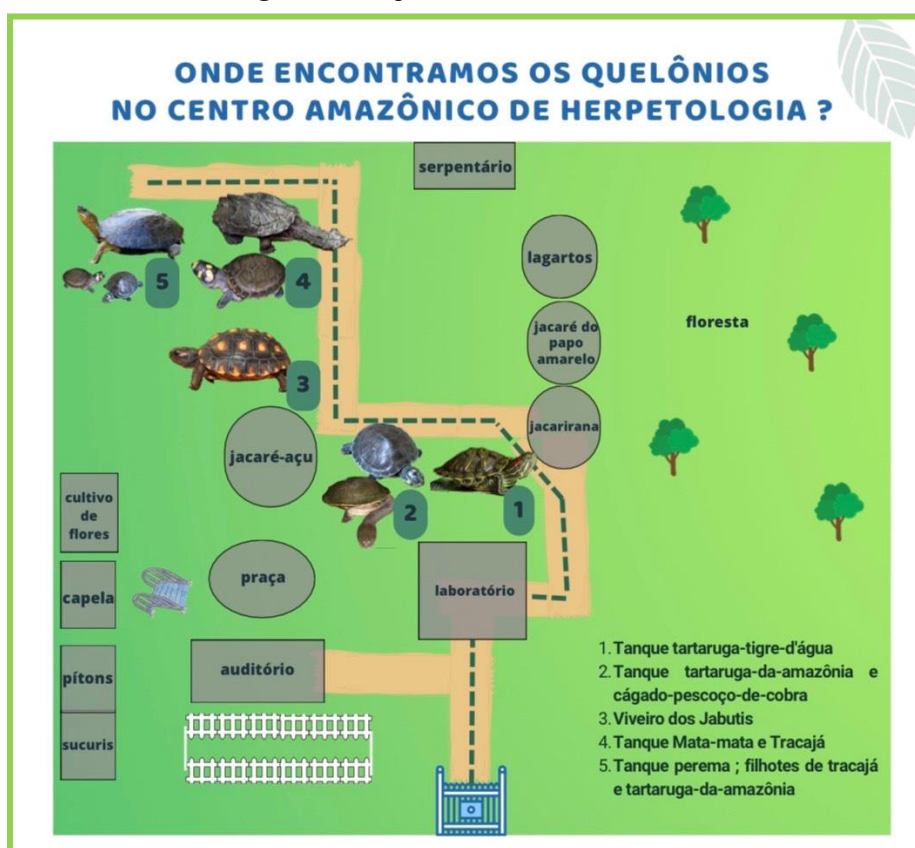 ONDE ENCONTRAMOS OS QUELÔNIOS
NO CENTRO AMAZÔNICO DE HERPETOLOGIA ?
serpentário
lagartos
jacaré do
papo
amarelo
floresta
5
4
3
jacarirana
jacaré-açu
2
1
cultivo
de
flores
praça
capela
laboratório
auditório
pítons
sucuris
1. Tanque tartaruga-tigre-d'água
2. Tanque tartaruga-da-amazônia e
cágado-pescoço-de-cobra
3. Viveiro dos Jabutis
4. Tanque Mata-mata e Tracajá
5. Tanque perema ; filhotes de tracajá
e tartaruga-da-amazônia